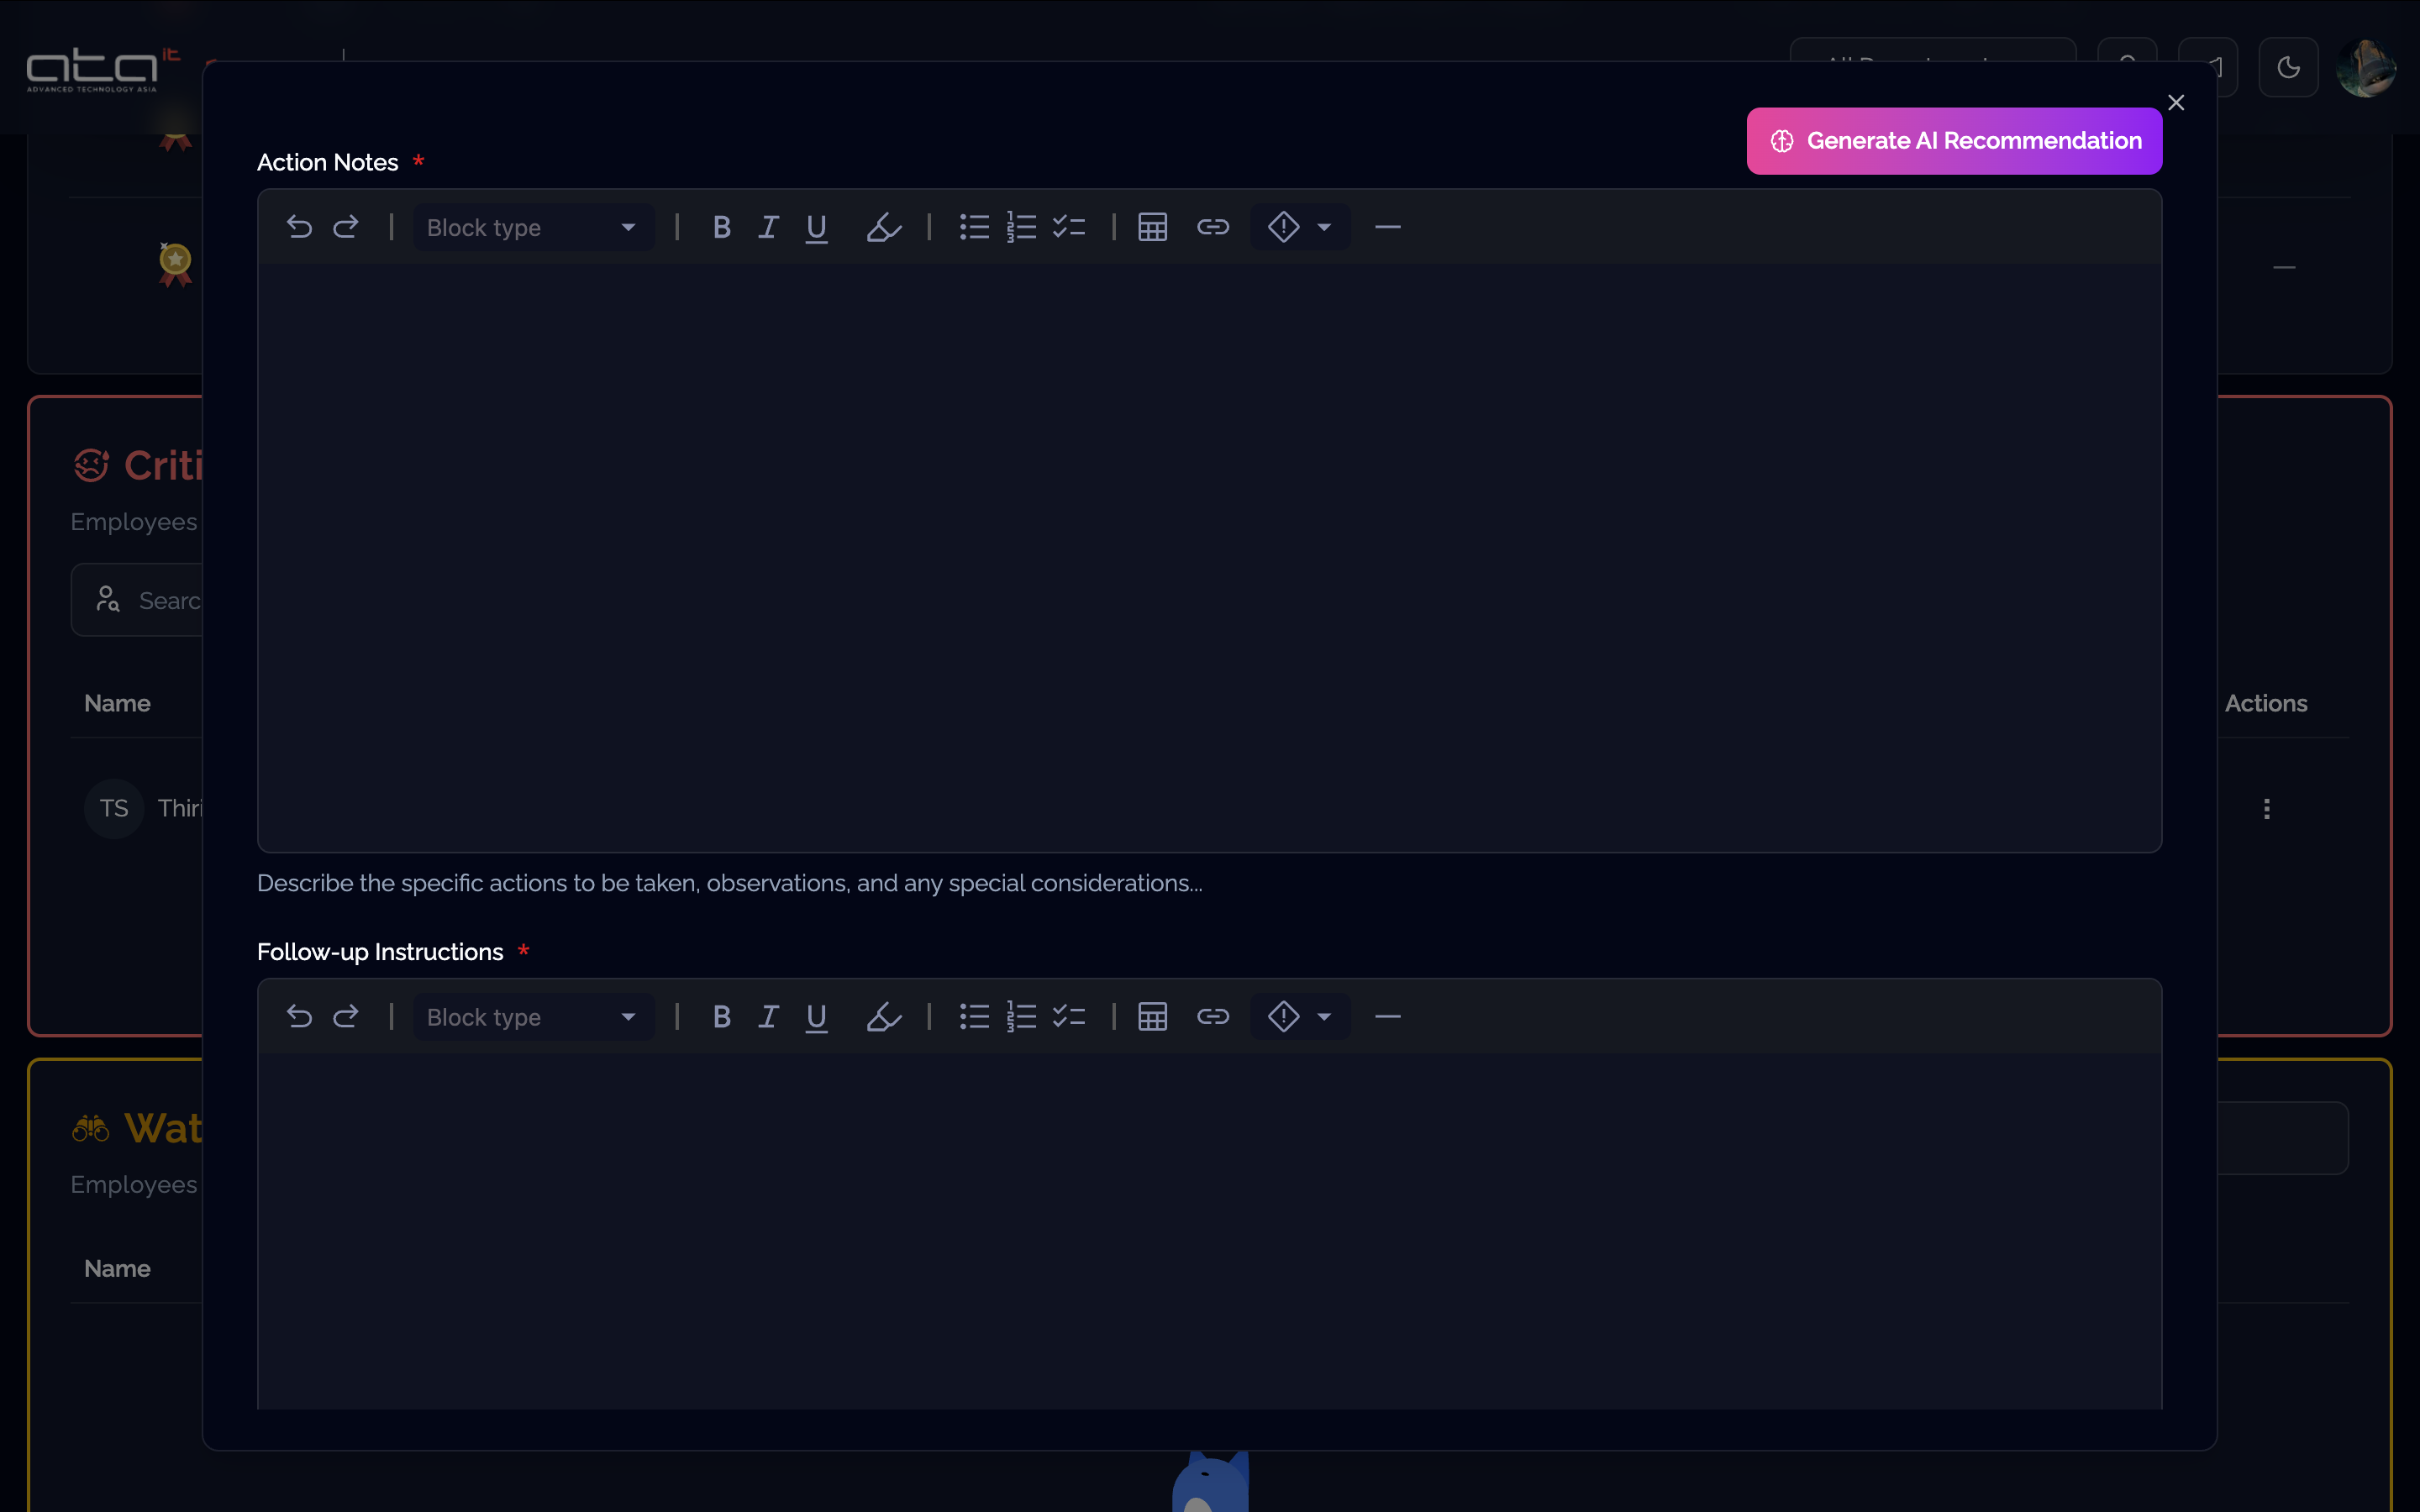 ata it
ADVANCED TECHNOLOGY ASIA
Generate AI Recommendation
Action Notes *
Block type
B I U
Criti
Employees
Searc
Name
Actions
TS Thiri
Describe the specific actions to be taken, observations, and any special considerations...
Follow-up Instructions *
Block type
B I U
Wat
Employees
Name